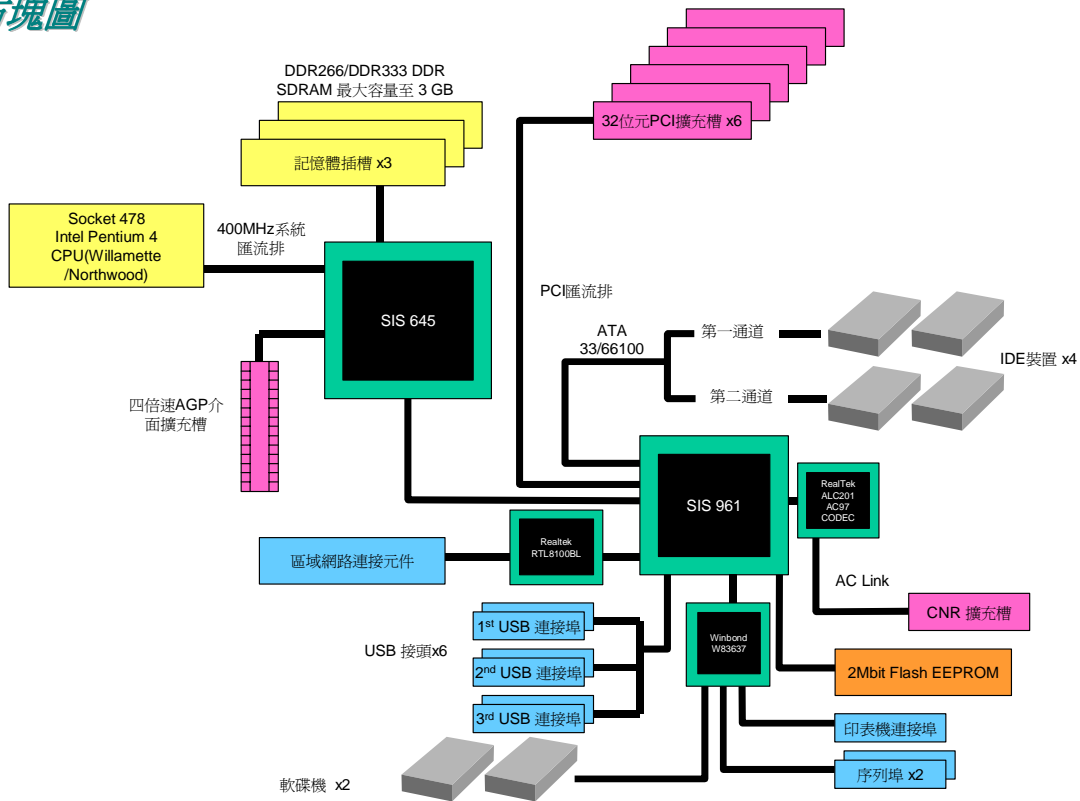 塊圖
DDR266/DDR333 DDR
SDRAM 最大容量至 3 GB
記憶體插槽 x3
32位元PCI擴充槽 x6
Socket 478
Intel Pentium 4
CPU(Willamette
/Northwood)
400MHz系統
匯流排
SIS 645
PCI匯流排
ATA
33/66100
第一通道
第二通道
IDE裝置 x4
四倍速AGP介
面擴充槽
SIS 961
RealTek
ALC201
AC97
CODEC
Realtek
RTL8100BL
區域網路連接元件
AC Link
CNR 擴充槽
1st USB 連接埠
USB 接頭x6
2nd USB 連接埠
3rd USB 連接埠
Winbond
W83637
2Mbit Flash EEPROM
印表機連接埠
序列埠 x2
軟碟機 x2